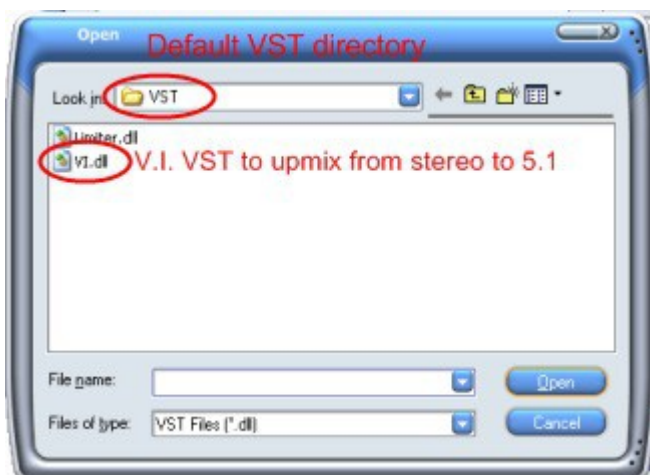 Open
Default VST directory
Look in: VST
Limiter.dll
VI.dll V.I. VST to upmix from stereo to 5.1
File name: Open
Files of type: VST Files (*.dll) Cancel